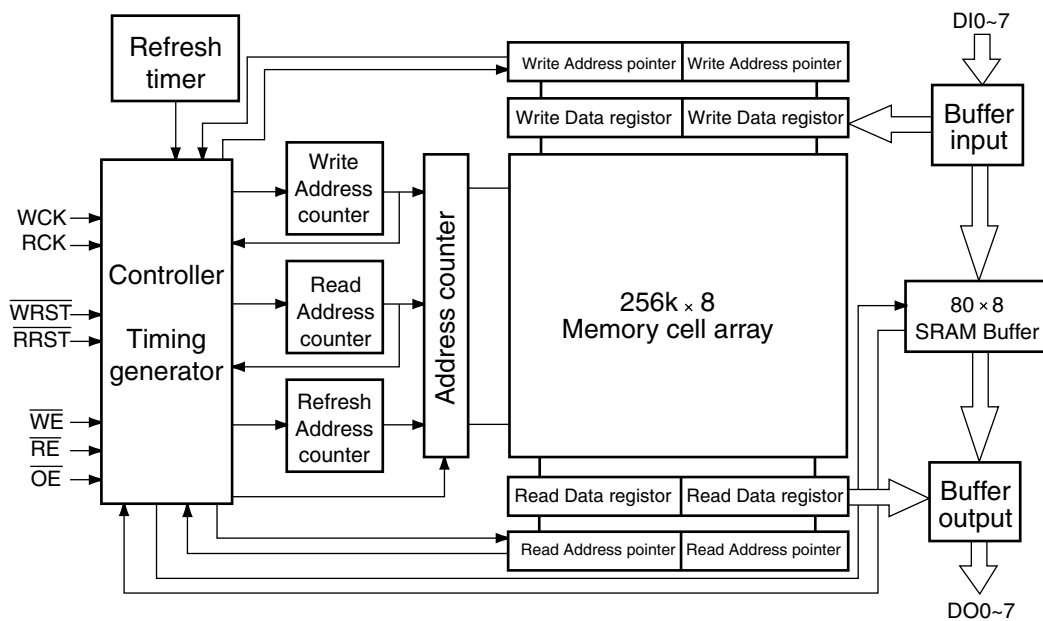 Refresh
timer
Write Address pointer
Write Address pointer
Write Data registor
Write Data registor
DI0~7
Buffer
input
WCK
RCK
WRST
RRST
WE
RE
OE
Controller
Timing
generator
Write
Address
counter
Read
Address
counter
Refresh
Address
counter
Address counter
256k × 8
Memory cell array
80 × 8
SRAM Buffer
Read Data registor
Read Data registor
Read Address pointer
Read Address pointer
Buffer
output
DO0~7